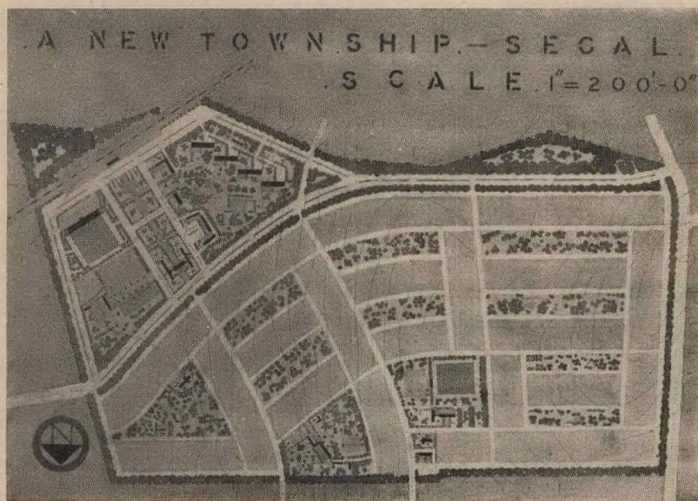 .A NEW TOWNSHIP.—SEGAL.
.SCALE.1"=200'-0"
N